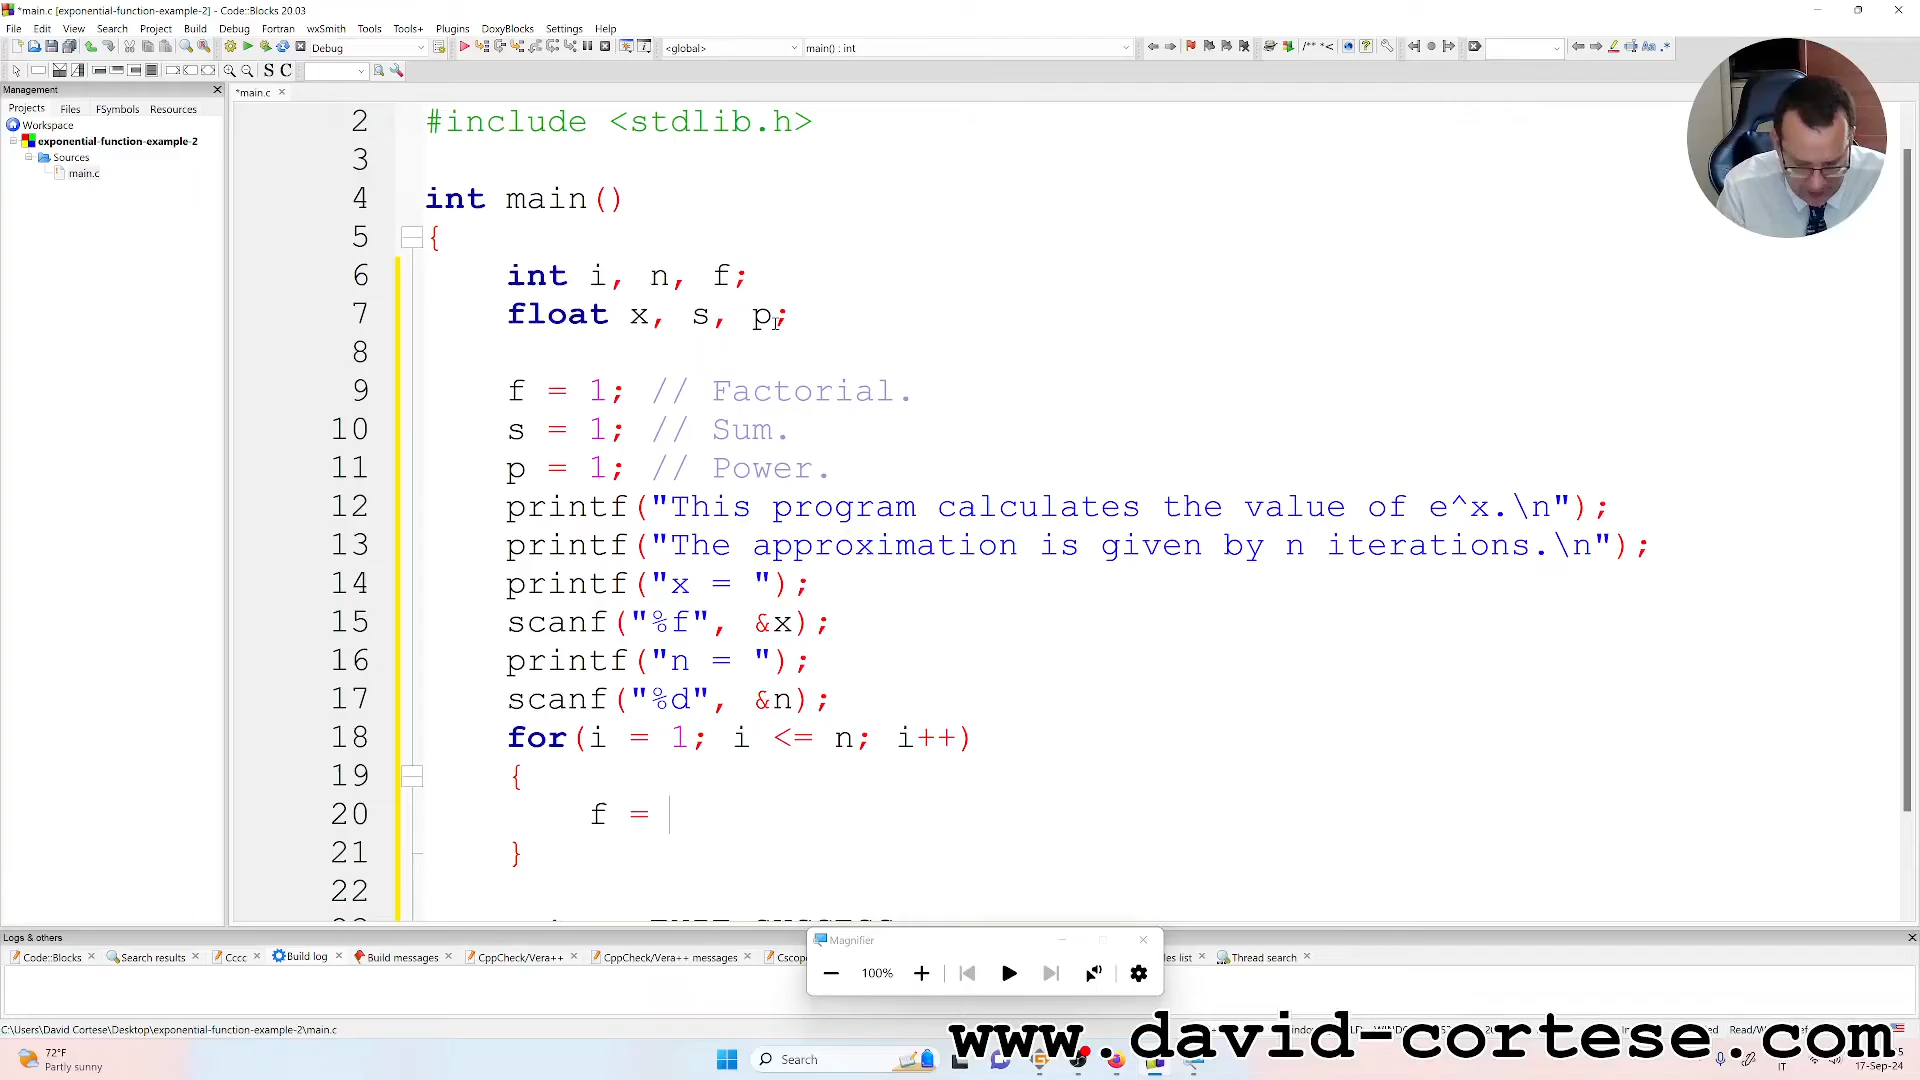 *main.c [exponential-function-example-2] - Code::Blocks 20.03
File Edit View Search Project Build Debug Fortran wxSmith Tools Tools+ Plugins DoxyBlocks Settings Help
Debug <global> main() : int
/** *<
S C
Management
Projects Files FSymbols Resources
Workspace
exponential-function-example-2
Sources
main.c
*main.c
2 #include <stdlib.h>
3
4 int main()
5 {
6 int i, n, f;
7 float x, s, p;
8
9 f = 1; // Factorial.
10 s = 1; // Sum.
11 p = 1; // Power.
12 printf("This program calculates the value of e^x.\n");
13 printf("The approximation is given by n iterations.\n");
14 printf("x = ");
15 scanf("%f", &x);
16 printf("n = ");
17 scanf("%d", &n);
18 for(i = 1; i <= n; i++)
19 {
20 f =
21 }
22
Logs & others
Code::Blocks Search results Cccc Build log Build messages CppCheck/Vera++ CppCheck/Vera++ messages Thread search
Magnifier
100%
C:\Users\David Cortese\Desktop\exponential-function-example-2\main.c
www.david-cortese.com
72°F
Partly sunny
Search
IT
17-Sep-24